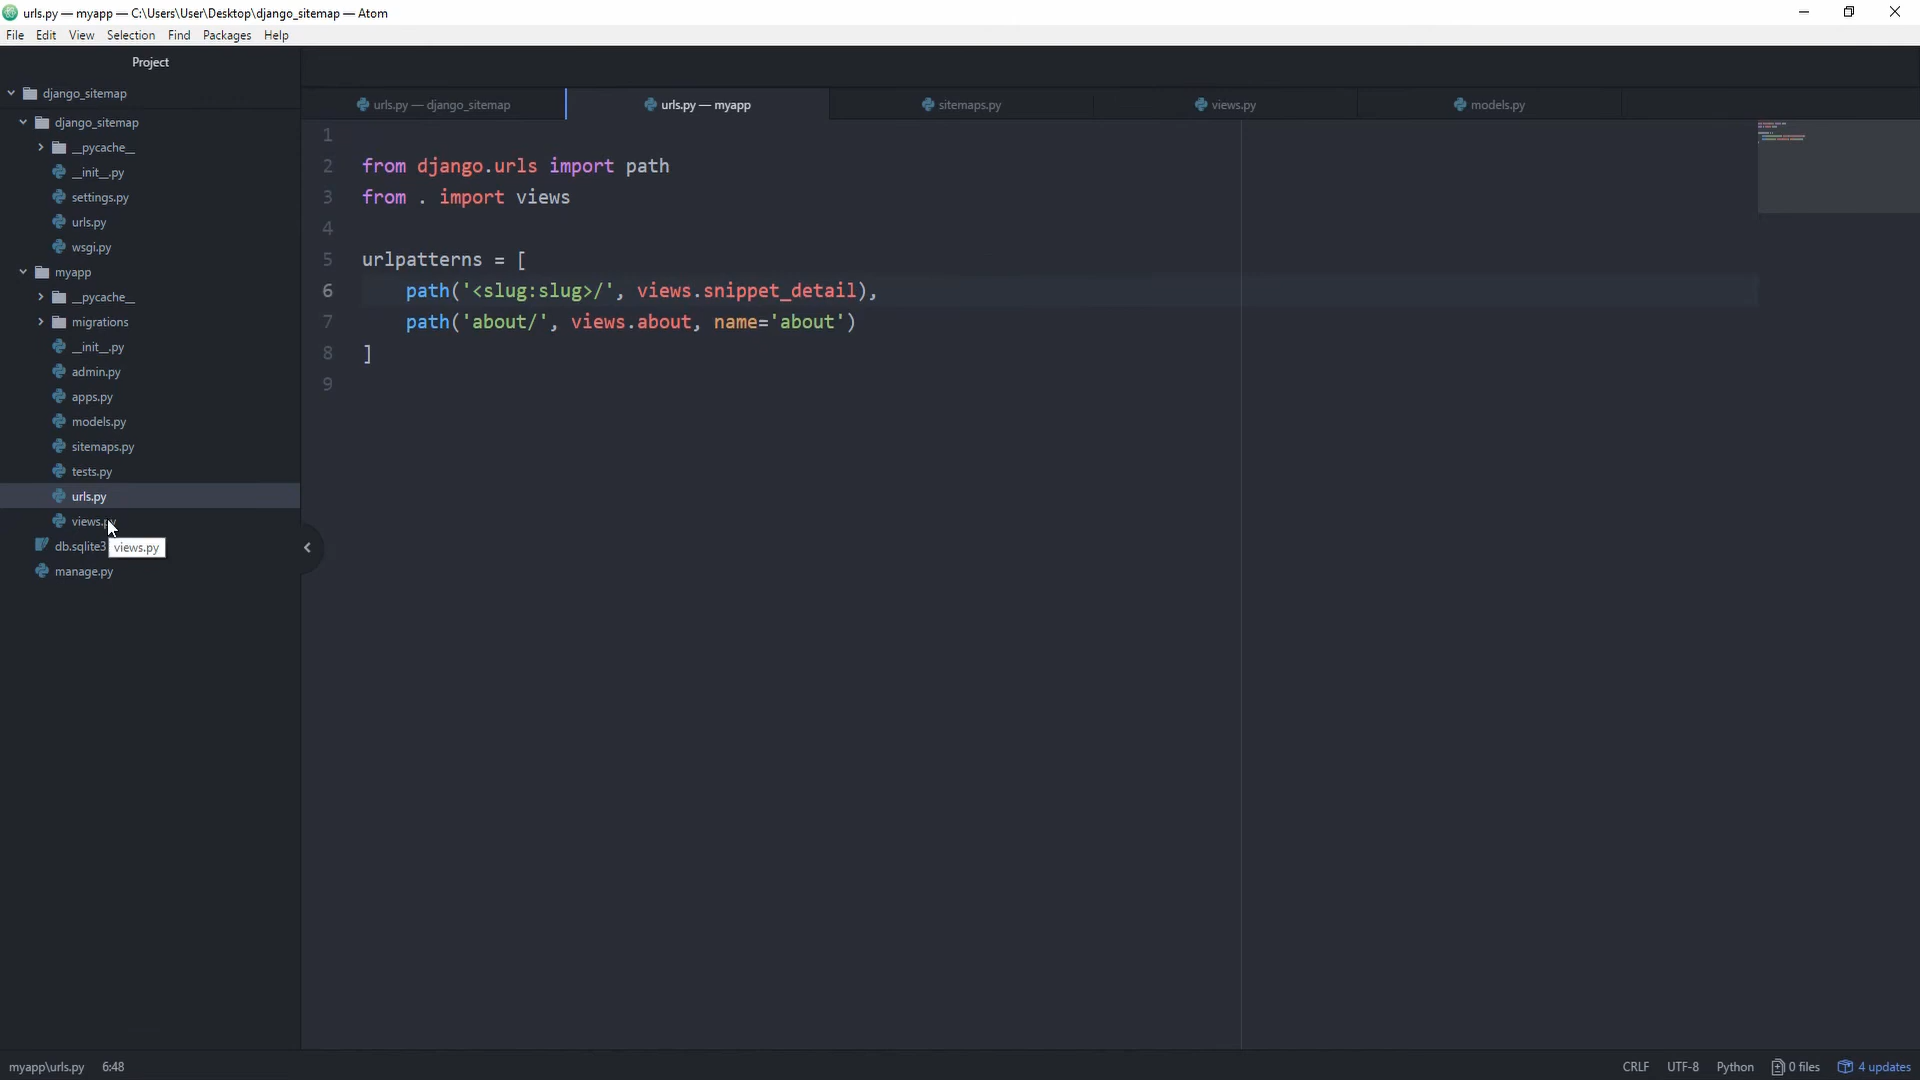 urls.py — myapp — C:\Users\User\Desktop\django_sitemap — Atom
File Edit View Selection Find Packages Help
Project
django_sitemap
django_sitemap
__pycache__
__init__.py
settings.py
urls.py
wsgi.py
myapp
__pycache__
migrations
__init__.py
admin.py
apps.py
models.py
sitemaps.py
tests.py
urls.py
views.py
views.py
db.sqlite3
manage.py
urls.py — django_sitemap urls.py — myapp sitemaps.py views.py models.py
1
2 from django.urls import path
3 from . import views
4
5 urlpatterns = [
6 path('<slug:slug>/', views.snippet_detail),
7 path('about/', views.about, name='about')
8 ]
9
myapp\urls.py 6:48 CRLF UTF-8 Python 0 files 4 updates